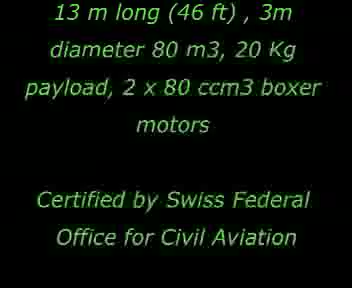 13 m long (46 ft) , 3m
diameter 80 m3, 20 Kg
payload, 2 x 80 ccm3 boxer
motors
Certified by Swiss Federal
Office for Civil Aviation